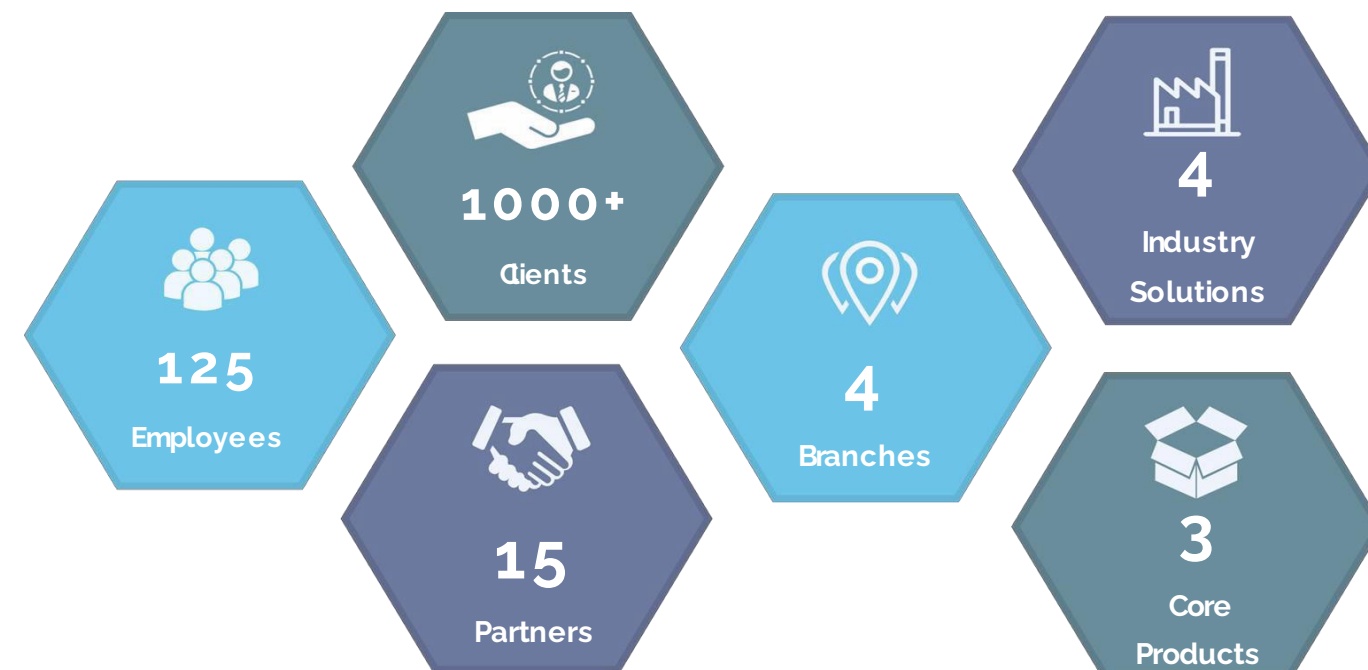 125
Employees
1000+
Clients
15
Partners
4
Branches
4
Industry
Solutions
3
Core
Products